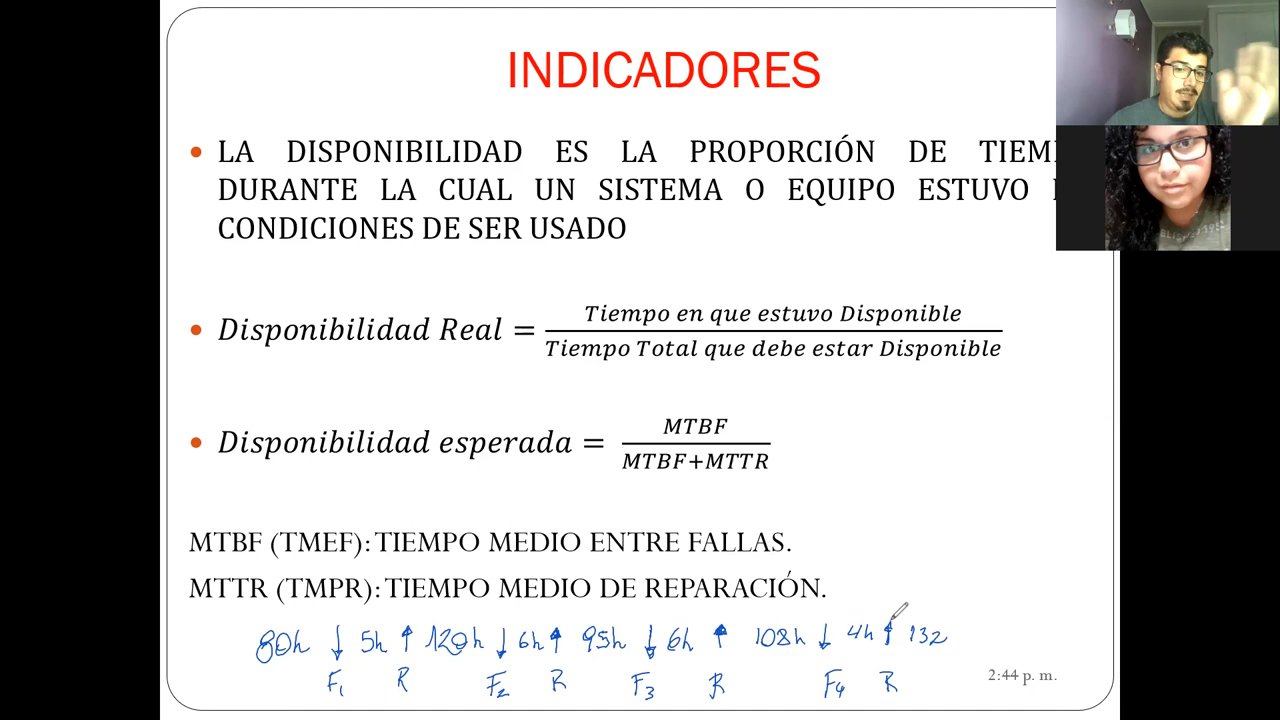 INDICADORES
LA DISPONIBILIDAD ES LA PROPORCIÓN DE TIEM
DURANTE LA CUAL UN SISTEMA O EQUIPO ESTUVO
CONDICIONES DE SER USADO
Disponibilidad Real = Tiempo en que estuvo Disponible
Tiempo Total que debe estar Disponible
Disponibilidad esperada = MTBF
MTBF+MTTR
MTBF (TMEF): TIEMPO MEDIO ENTRE FALLAS.
MTTR (TMPR): TIEMPO MEDIO DE REPARACIÓN.
80h ↓ 5h ↑ 120h ↓ 6h ↑ 95h ↓ 6h ↑ 108h ↓ 4h ↑ 132
F1 R F2 R F3 R F4 R
2:44 p. m.